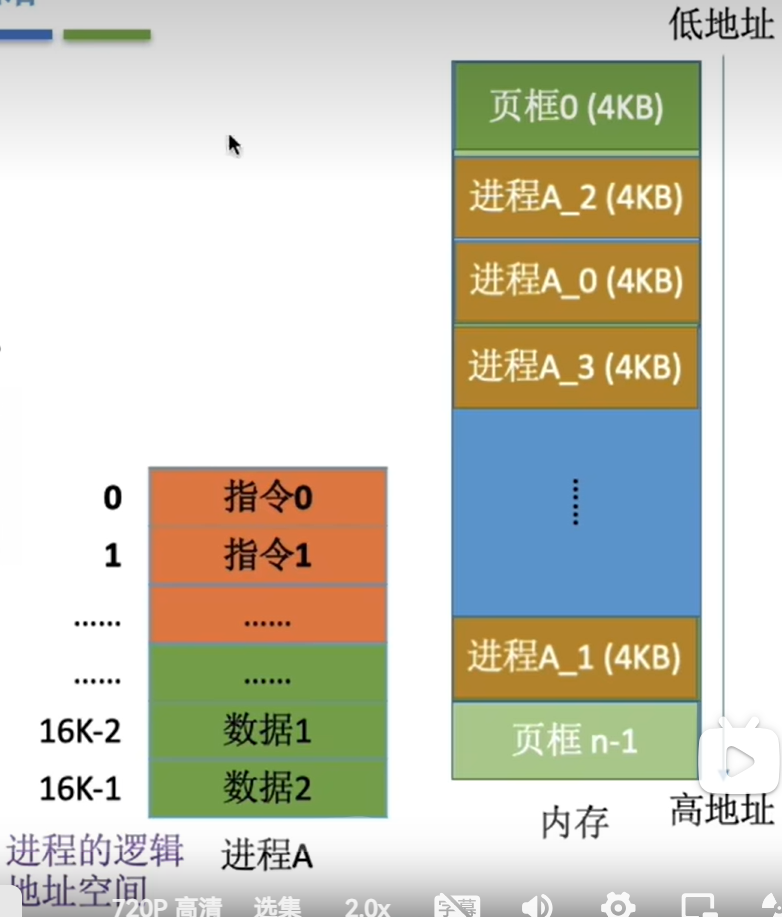 低地址
页框0 (4KB)
进程A_2 (4KB)
进程A_0 (4KB)
进程A_3 (4KB)
......
进程A_1 (4KB)
页框 n-1
内存
高地址
0 指令0
1 指令1
...... ......
...... ......
16K-2 数据1
16K-1 数据2
进程的逻辑
地址空间
进程A
720P 高清 选集 2.0x 字幕